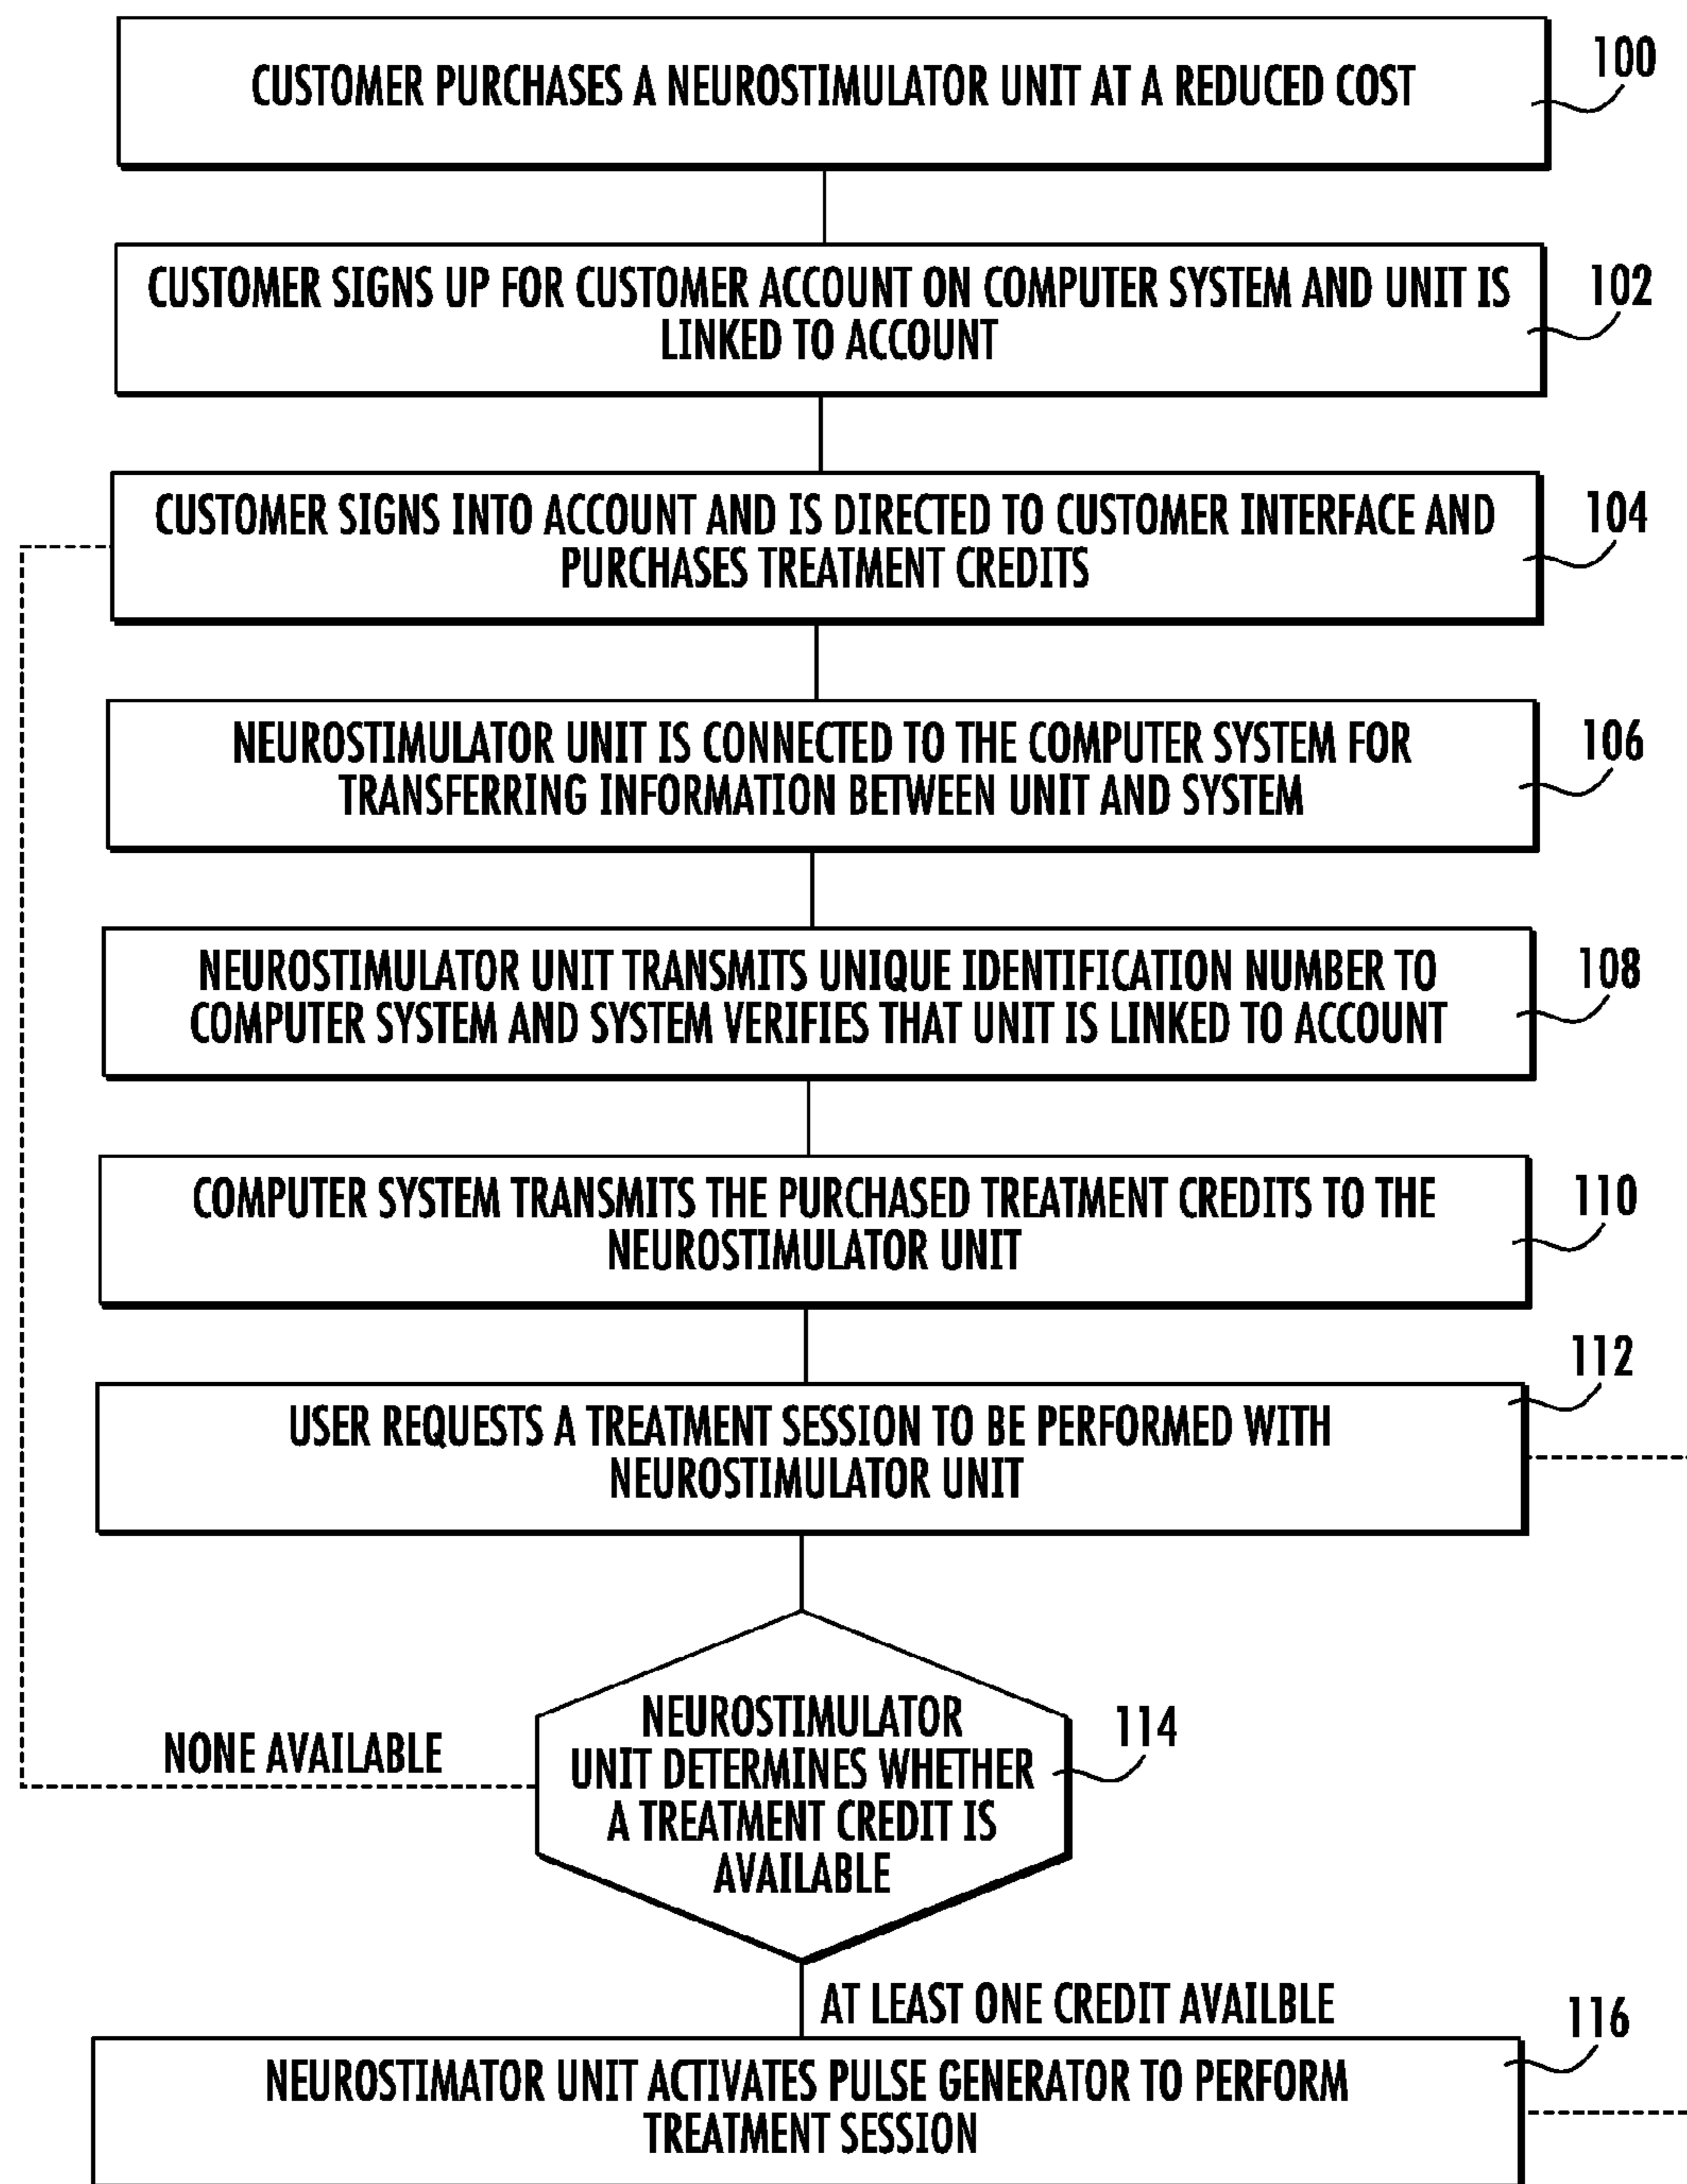 CUSTOMER PURCHASES A NEUROSTIMULATOR UNIT AT A REDUCED COST
100
CUSTOMER SIGNS UP FOR CUSTOMER ACCOUNT ON COMPUTER SYSTEM AND UNIT IS
LINKED TO ACCOUNT
102
CUSTOMER SIGNS INTO ACCOUNT AND IS DIRECTED TO CUSTOMER INTERFACE AND
PURCHASES TREATMENT CREDITS
104
NEUROSTIMULATOR UNIT IS CONNECTED TO THE COMPUTER SYSTEM FOR
TRANSFERRING INFORMATION BETWEEN UNIT AND SYSTEM
106
NEUROSTIMULATOR UNIT TRANSMITS UNIQUE IDENTIFICATION NUMBER TO
COMPUTER SYSTEM AND SYSTEM VERIFIES THAT UNIT IS LINKED TO ACCOUNT
108
COMPUTER SYSTEM TRANSMITS THE PURCHASED TREATMENT CREDITS TO THE
NEUROSTIMULATOR UNIT
110
USER REQUESTS A TREATMENT SESSION TO BE PERFORMED WITH
NEUROSTIMULATOR UNIT
112
NEUROSTIMULATOR
UNIT DETERMINES WHETHER
A TREATMENT CREDIT IS
AVAILABLE
114
NONE AVAILABLE
AT LEAST ONE CREDIT AVAILBLE
NEUROSTIMATOR UNIT ACTIVATES PULSE GENERATOR TO PERFORM
TREATMENT SESSION
116